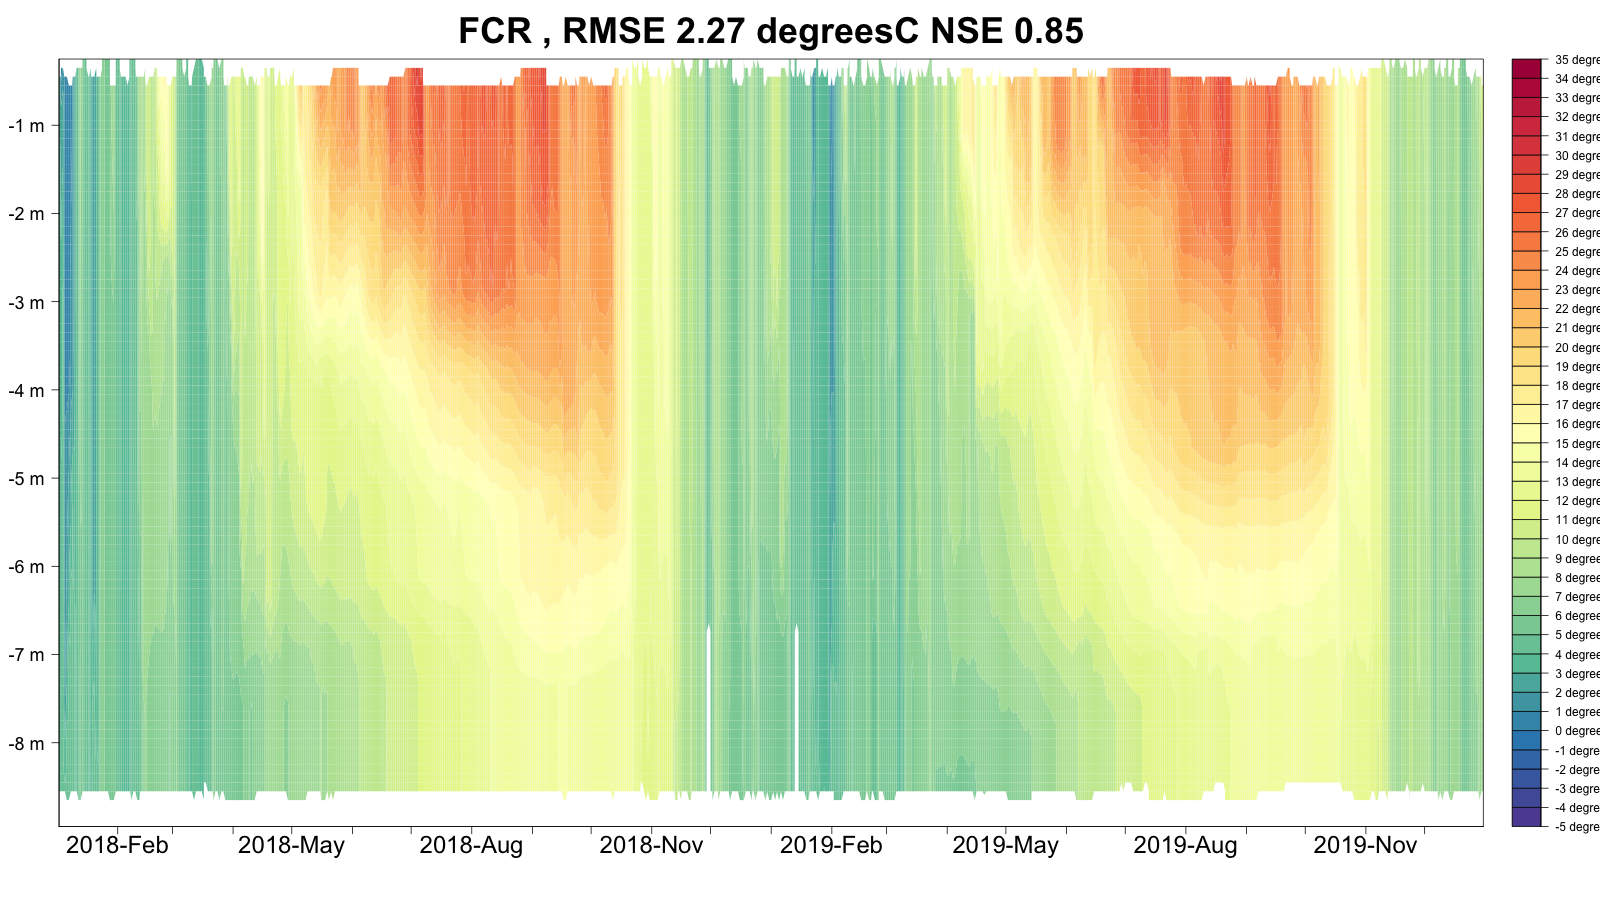 FCR , RMSE 2.27 degreesC NSE 0.85
-1 m
-2 m
-3 m
-4 m
-5 m
-6 m
-7 m
-8 m
2018-Feb 2018-May 2018-Aug 2018-Nov 2019-Feb 2019-May 2019-Aug 2019-Nov
35 degre
34 degre
33 degre
32 degre
31 degre
30 degre
29 degre
28 degre
27 degre
26 degre
25 degre
24 degre
23 degre
22 degre
21 degre
20 degre
19 degre
18 degre
17 degre
16 degre
15 degre
14 degre
13 degre
12 degre
11 degre
10 degre
9 degree
8 degree
7 degree
6 degree
5 degree
4 degree
3 degree
2 degree
1 degree
0 degree
-1 degre
-2 degre
-3 degre
-4 degre
-5 degre